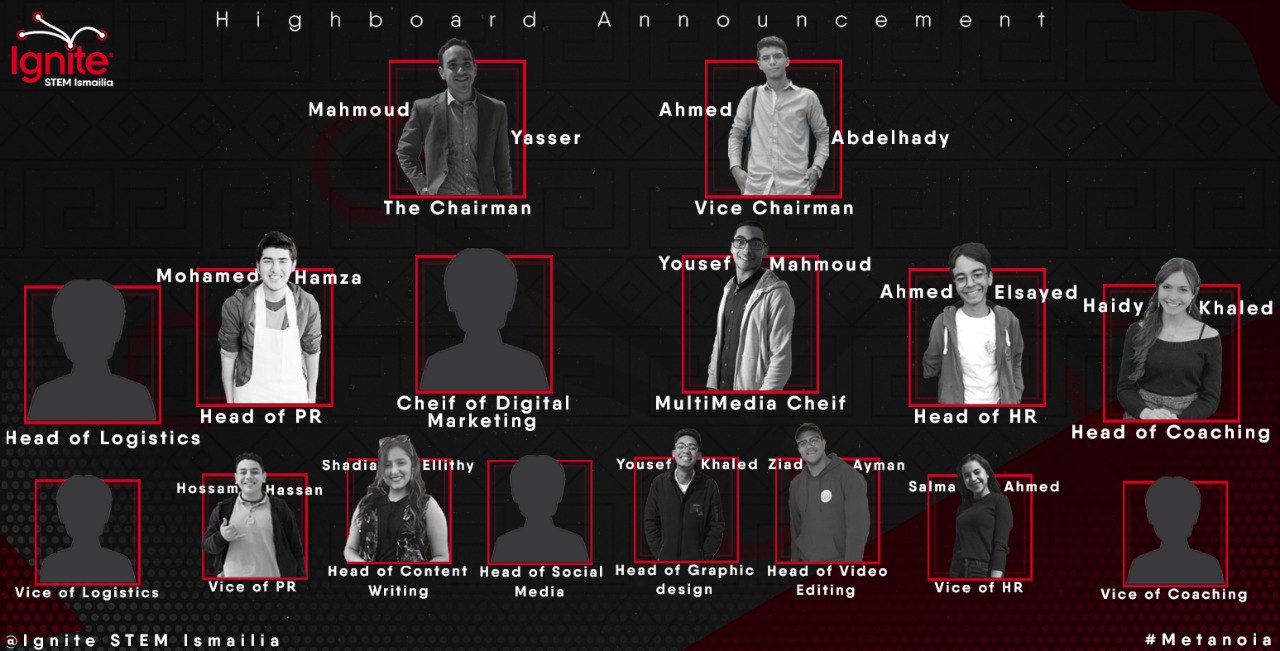 Highboard Announcement
Ignite
STEM Ismailia
Mahmoud Yasser
The Chairman
Ahmed Abdelhady
Vice Chairman
Head of Logistics
Mohamed Hamza
Head of PR
Cheif of Digital
Marketing
Yousef Mahmoud
MultiMedia Cheif
Ahmed Elsayed
Head of HR
Haidy Khaled
Head of Coaching
Vice of Logistics
Hossam Hassan
Vice of PR
Shadia Ellithy
Head of Content
Writing
Head of Social
Media
Yousef Khaled
Head of Graphic
design
Ziad Ayman
Head of Video
Editing
Salma Ahmed
Vice of HR
Vice of Coaching
@Ignite STEM Ismailia
#Metanoia